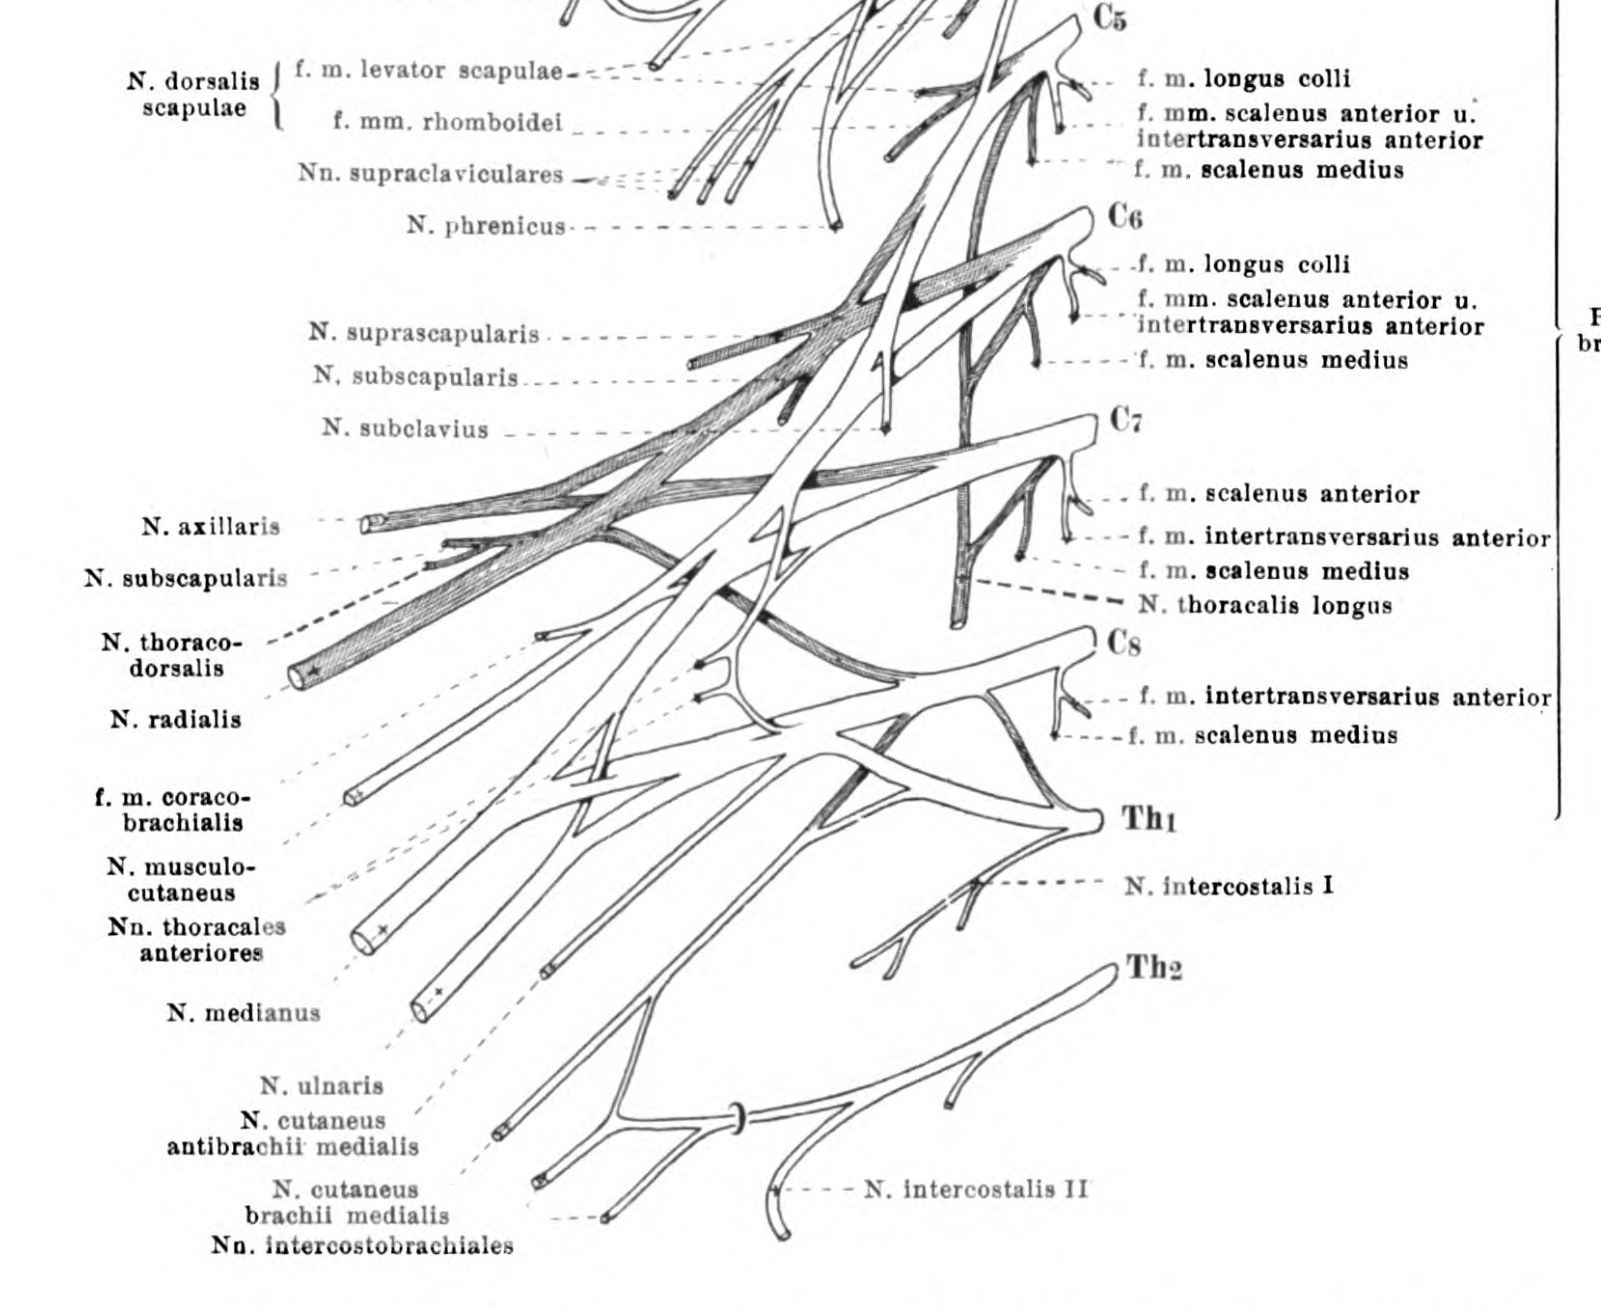 C5
N. dorsalis scapulae
f. m. levator scapulae
f. mm. rhomboidei
Nn. supraclaviculares
N. phrenicus
f. m. longus colli
f. mm. scalenus anterior u.
intertransversarius anterior
f. m. scalenus medius
C6
f. m. longus colli
f. mm. scalenus anterior u.
intertransversarius anterior
f. m. scalenus medius
N. suprascapularis
N. subscapularis
N. subclavius
C7
f. m. scalenus anterior
f. m. intertransversarius anterior
f. m. scalenus medius
N. thoracalis longus
N. axillaris
N. subscapularis
N. thoraco-
dorsalis
N. radialis
C8
f. m. intertransversarius anterior
f. m. scalenus medius
f. m. coraco-
brachialis
N. musculo-
cutaneus
Nn. thoracales
anteriores
N. medianus
Th1
N. intercostalis I
Th2
N. ulnaris
N. cutaneus
antibrachii medialis
N. cutaneus
brachii medialis
Nn. intercostobrachiales
N. intercostalis II